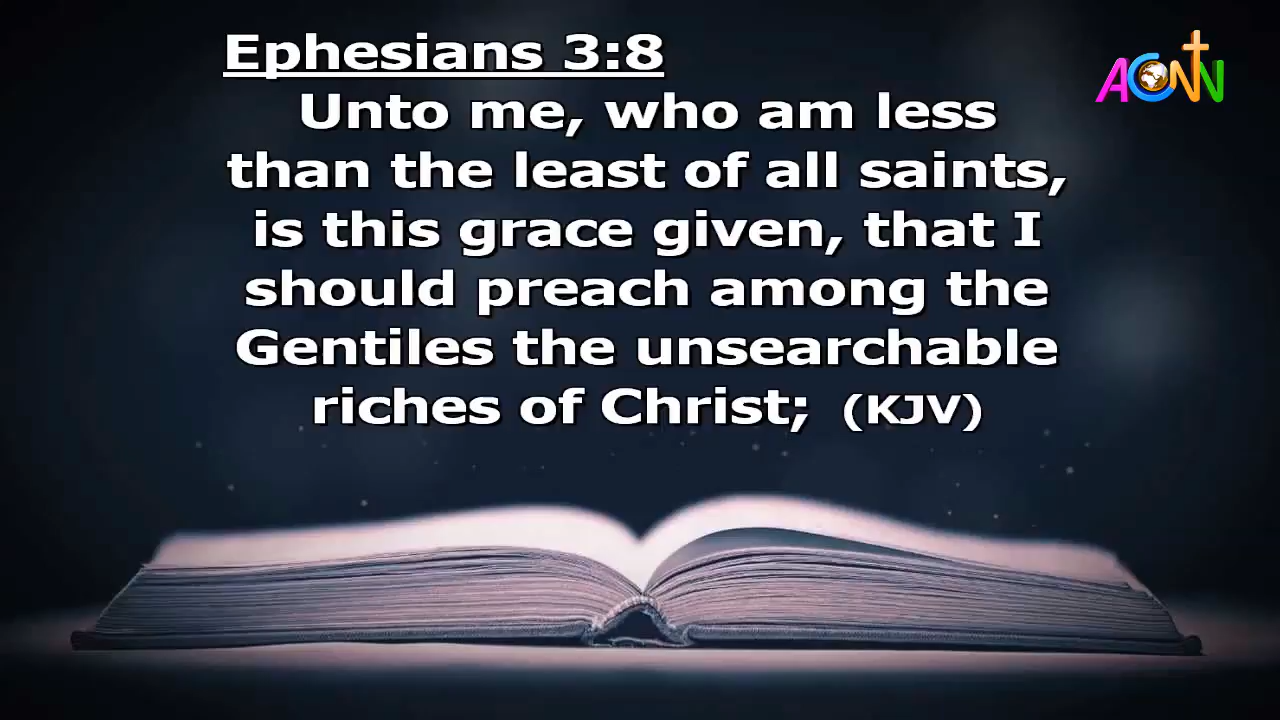 Ephesians 3:8
ACNN
Unto me, who am less
than the least of all saints,
is this grace given, that I
should preach among the
Gentiles the unsearchable
riches of Christ; (KJV)